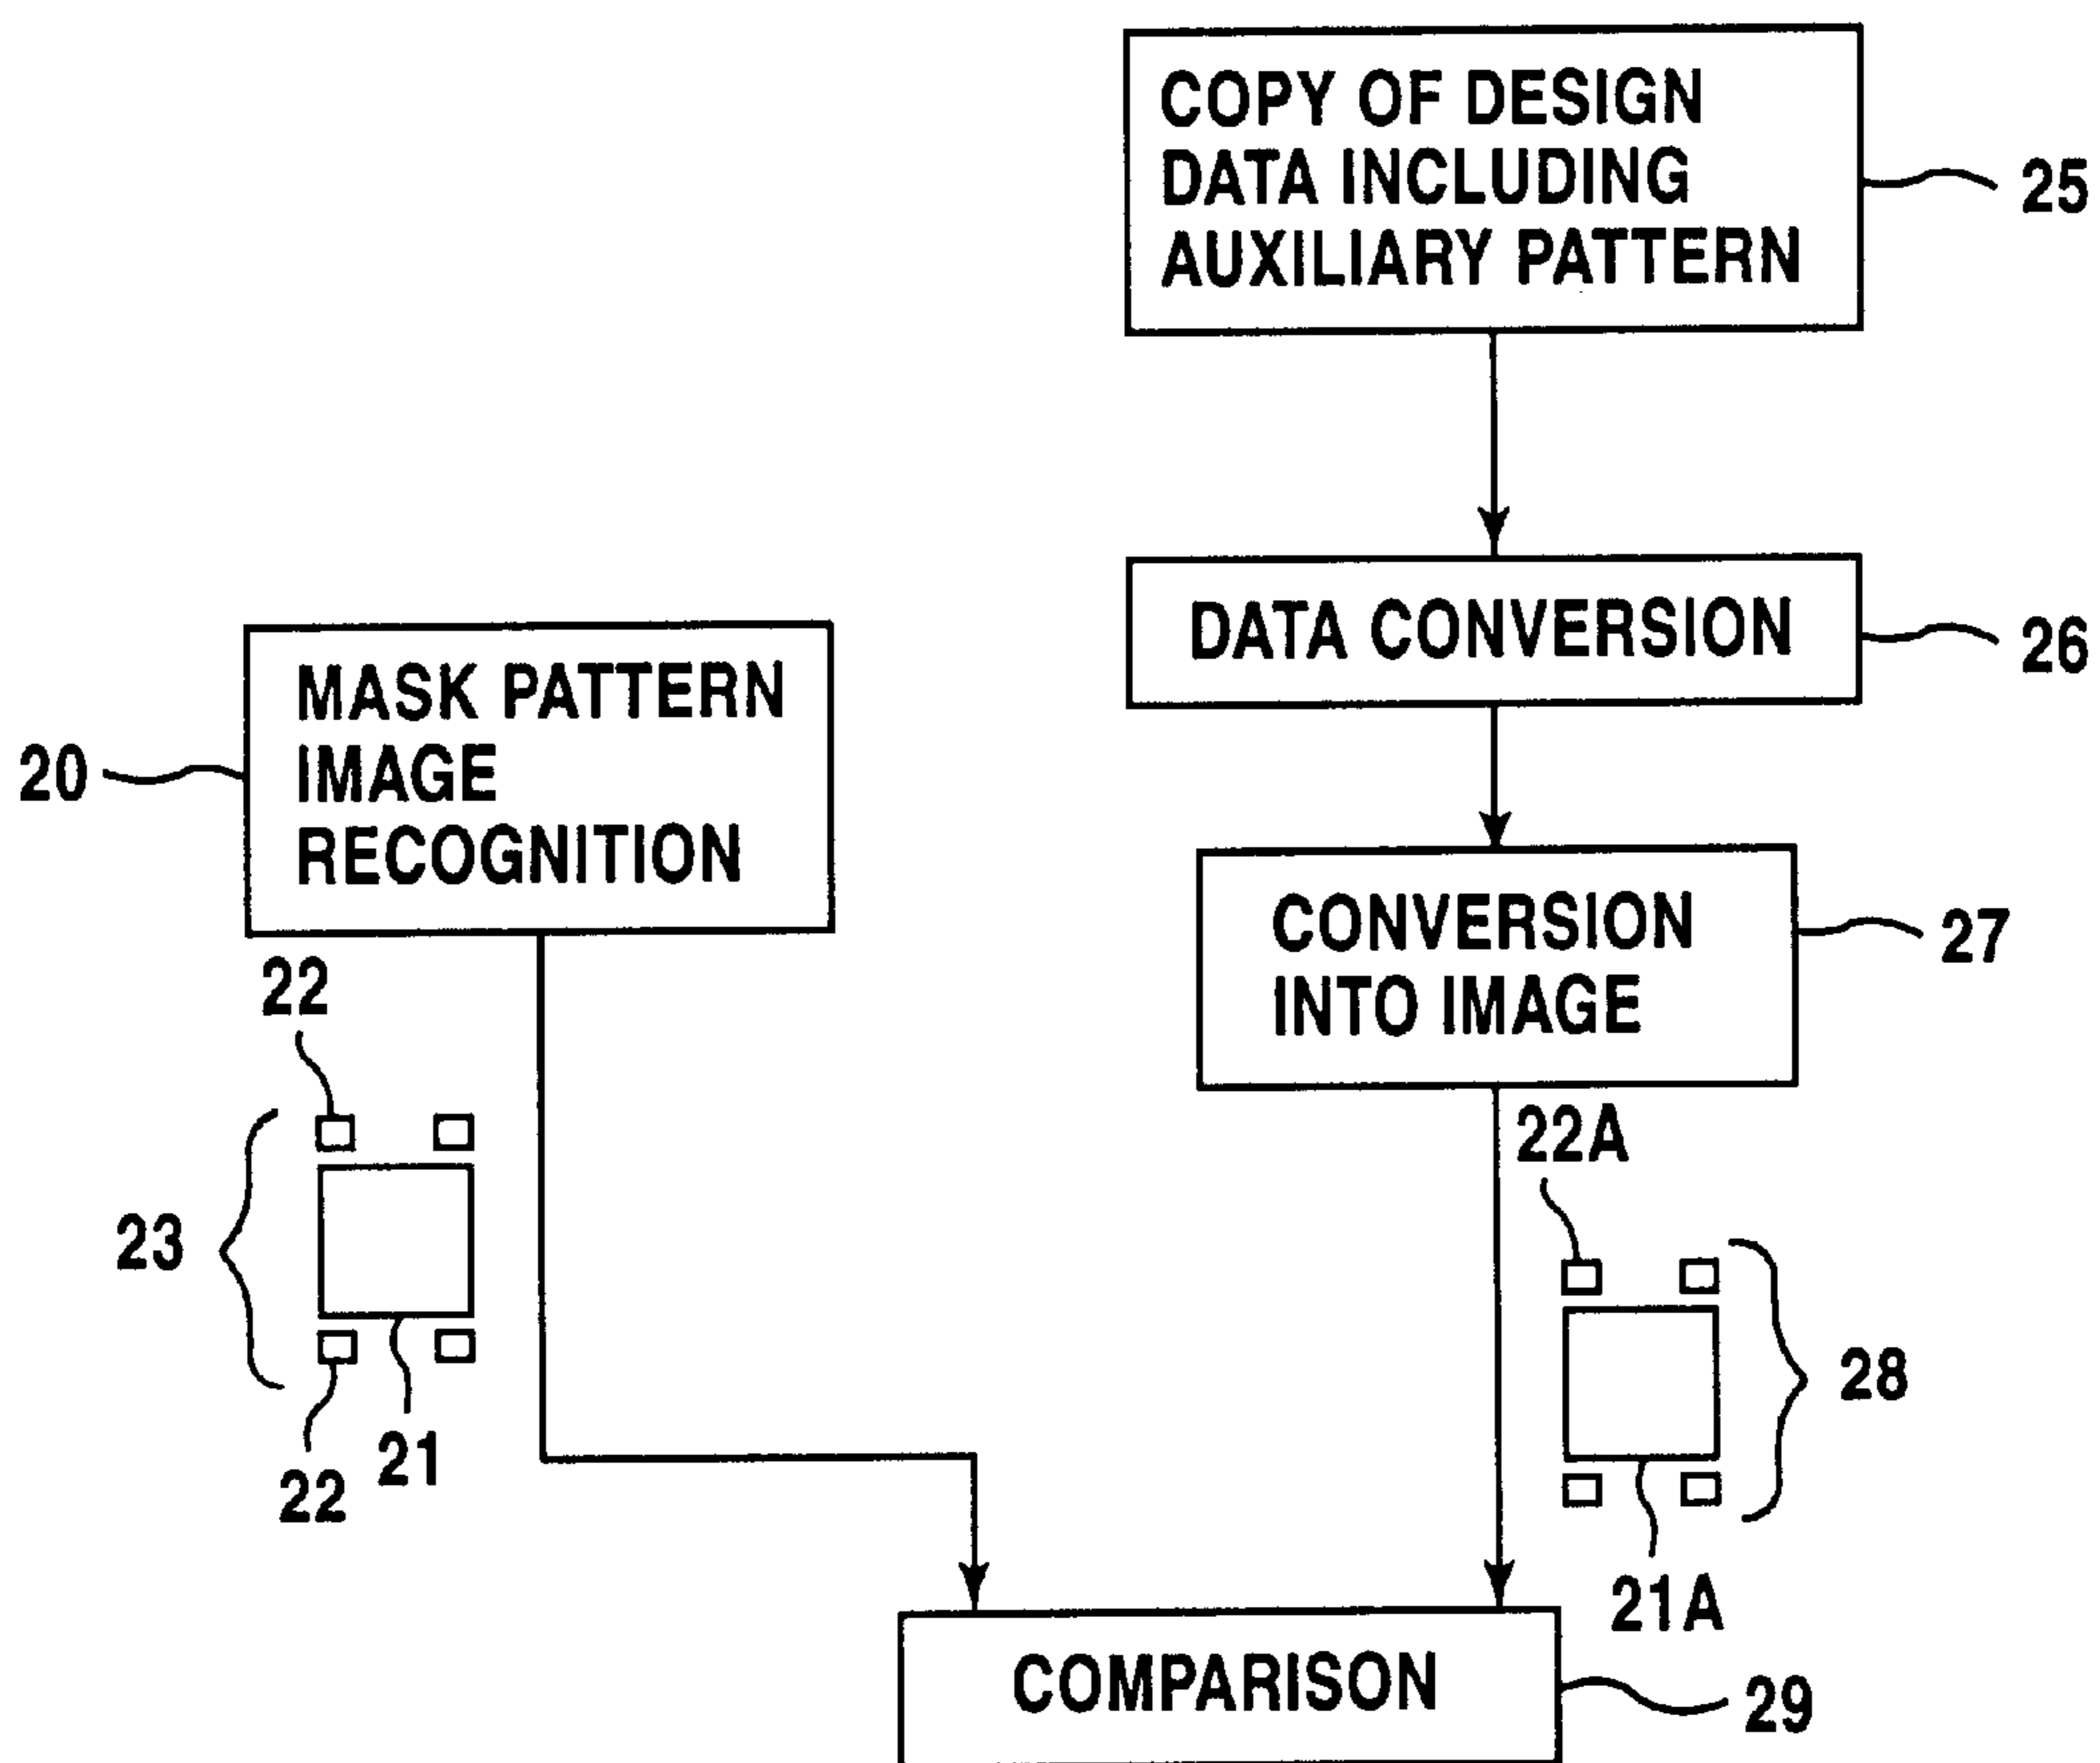 COPY OF DESIGN
DATA INCLUDING
AUXILIARY PATTERN
25
DATA CONVERSION
26
MASK PATTERN
IMAGE
RECOGNITION
20
CONVERSION
INTO IMAGE
27
22
23
21
22
22A
28
21A
COMPARISON
29